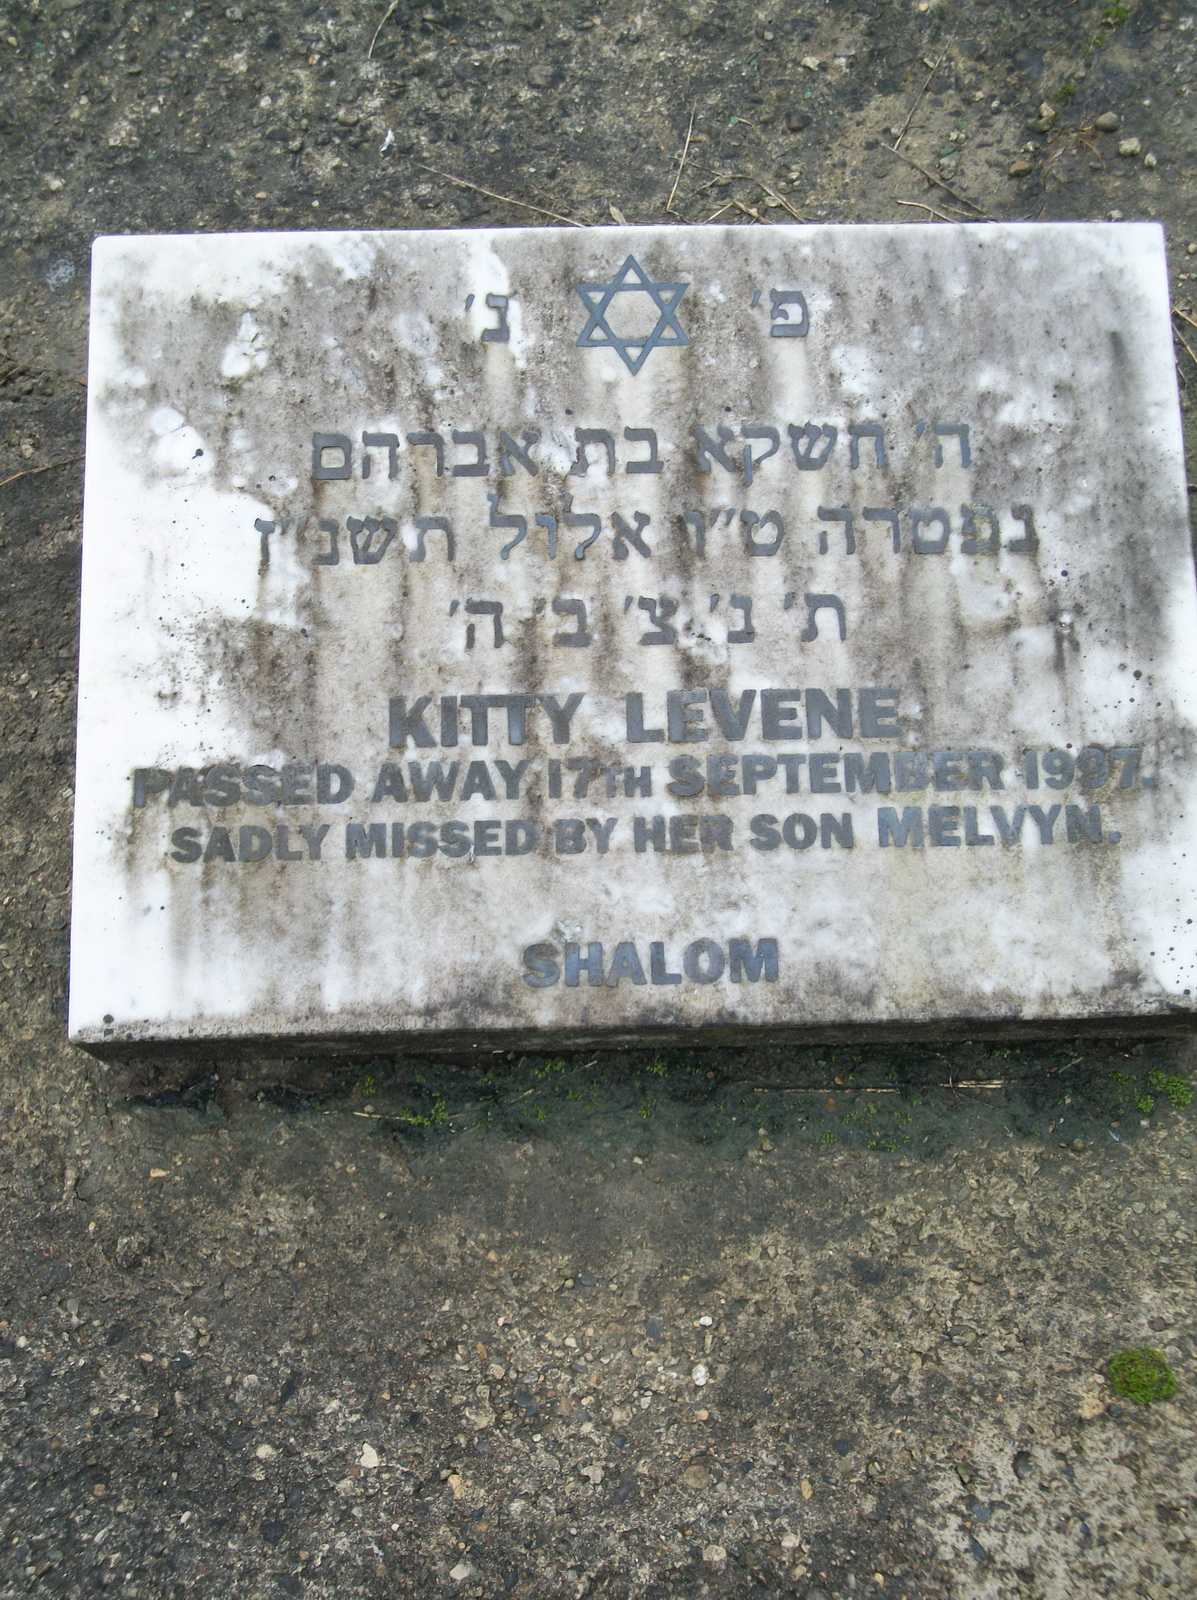 פ׳ נ׳
ה׳ חשקא בת אברהם
נפטרה ט״ו אלול תשנ״ז
ת׳ נ׳ צ׳ ב׳ ה׳
KITTY LEVENE
PASSED AWAY 17TH SEPTEMBER 1997.
SADLY MISSED BY HER SON MELVYN.
SHALOM